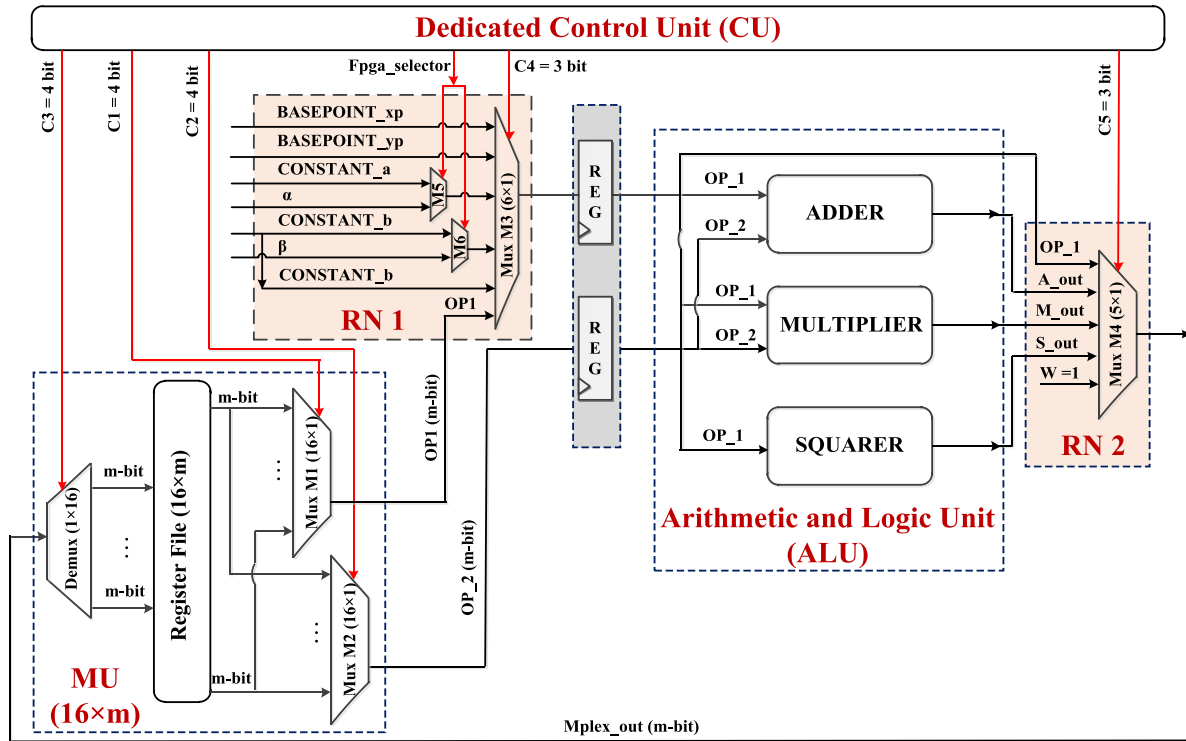 Dedicated Control Unit (CU)
C3 = 4 bit
C1 = 4 bit
C2 = 4 bit
Fpga_selector
C4 = 3 bit
C5 = 3 bit
BASEPOINT_xp
BASEPOINT_yp
CONSTANT_a
α
CONSTANT_b
β
CONSTANT_b
M5
M6
Mux M3 (6×1)
OP1
RN 1
REG
REG
OP_1
OP_2
ADDER
OP_1
OP_2
MULTIPLIER
OP_1
SQUARER
Arithmetic and Logic Unit
(ALU)
OP_1
A_out
M_out
S_out
W =1
Mux M4 (5×1)
RN 2
Demux (1×16)
m-bit
...
m-bit
Register File (16×m)
m-bit
...
m-bit
Mux M1 (16×1)
...
Mux M2 (16×1)
OP1 (m-bit)
OP_2 (m-bit)
MU
(16×m)
Mplex_out (m-bit)